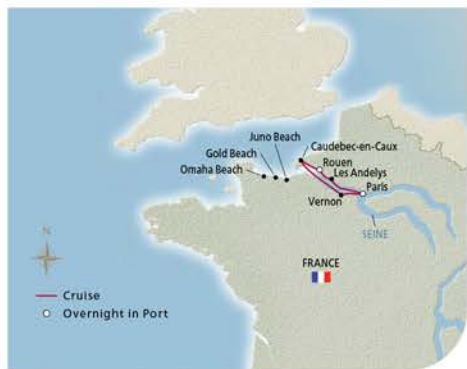 Caudebec-en-Caux
Juno Beach
Rouen
Gold Beach
Les Andelys
Omaha Beach
Paris
Vernon
SEINE
N
FRANCE
Cruise
Overnight in Port